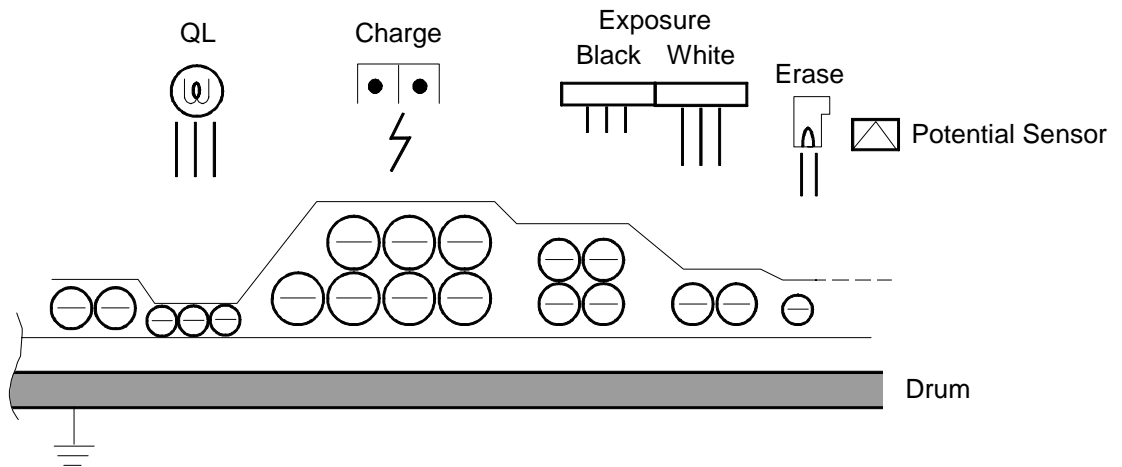 QL
Charge
Exposure
Black White
Erase
Potential Sensor
Drum